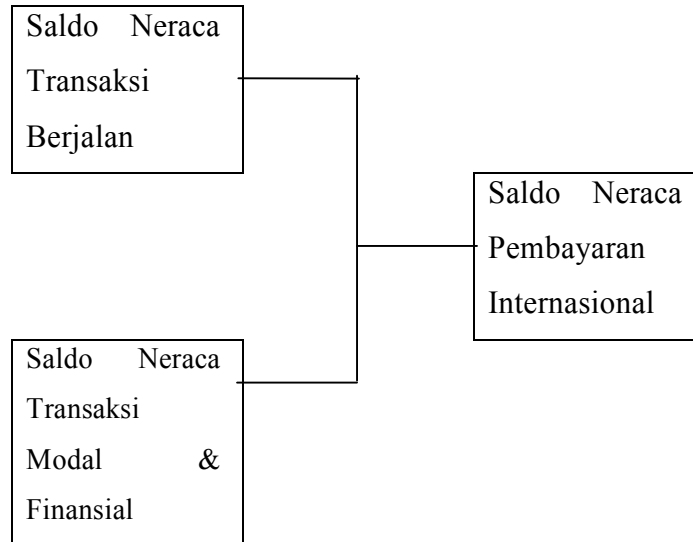 Saldo Neraca
Transaksi
Berjalan
Saldo Neraca
Pembayaran
Internasional
Saldo Neraca
Transaksi
Modal &
Finansial